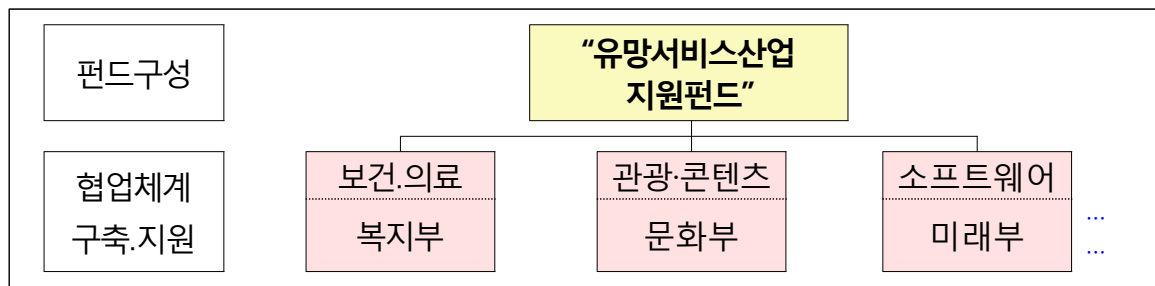 펀드구성
“유망서비스산업
지원펀드”
협업체계
구축.지원
보건.의료
복지부
관광·콘텐츠
문화부
소프트웨어
미래부
...
...